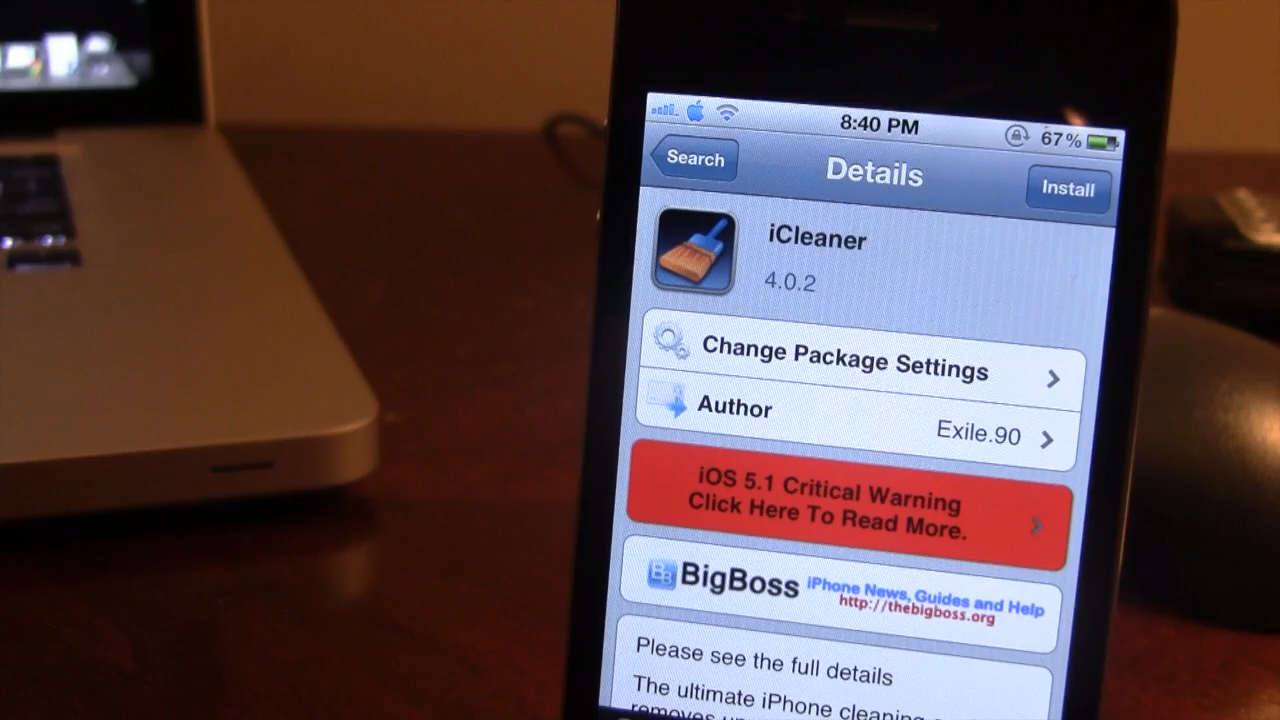 8:40 PM
67%
Search
Details
Install
iCleaner
4.0.2
Change Package Settings
Author
Exile.90
iOS 5.1 Critical Warning
Click Here To Read More.
BB
BigBoss
iPhone News, Guides and Help
http://thebigboss.org
Please see the full details
The ultimate iPhone cleaning
removes